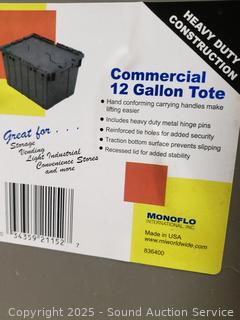 HEAVY DUTY
CONSTRUCTION
Commercial
12 Gallon Tote
• Hand conforming carrying handles make
lifting easier
• Includes heavy duty metal hinge pins
• Reinforced tie holes for added security
• Traction bottom surface prevents slipping
• Recessed lid for added stability
Great for . . .
Storage
Vending
Light Industrial
Convenience Stores
and more
34359 21152 7
MONOFLO
INTERNATIONAL, INC.
Made in USA
www.miworldwide.com
836400
Copyright 2025 - Sound Auction Service